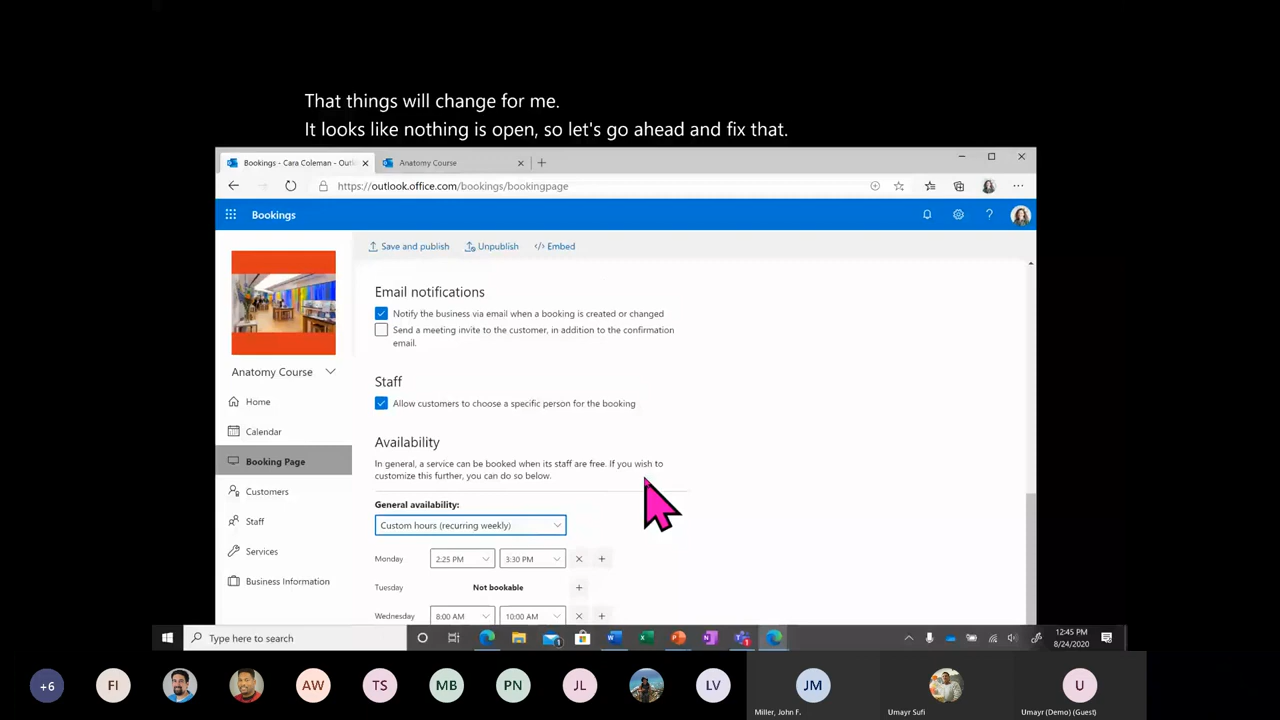 That things will change for me.
It looks like nothing is open, so let's go ahead and fix that.
Bookings - Cara Coleman - Outl
Anatomy Course
https://outlook.office.com/bookings/bookingpage
Bookings
Save and publish
Unpublish
</> Embed
Anatomy Course
Home
Calendar
Booking Page
Customers
Staff
Services
Business Information
Email notifications
Notify the business via email when a booking is created or changed
Send a meeting invite to the customer, in addition to the confirmation
email.
Staff
Allow customers to choose a specific person for the booking
Availability
In general, a service can be booked when its staff are free. If you wish to
customize this further, you can do so below.
General availability:
Custom hours (recurring weekly)
Monday 2:25 PM 3:30 PM
Tuesday Not bookable
Wednesday 8:00 AM 10:00 AM
Type here to search
12:45 PM
8/24/2020
+6 FI AW TS MB PN JL LV JM U
Miller, John F. Umayr Sufi Umayr (Demo) (Guest)